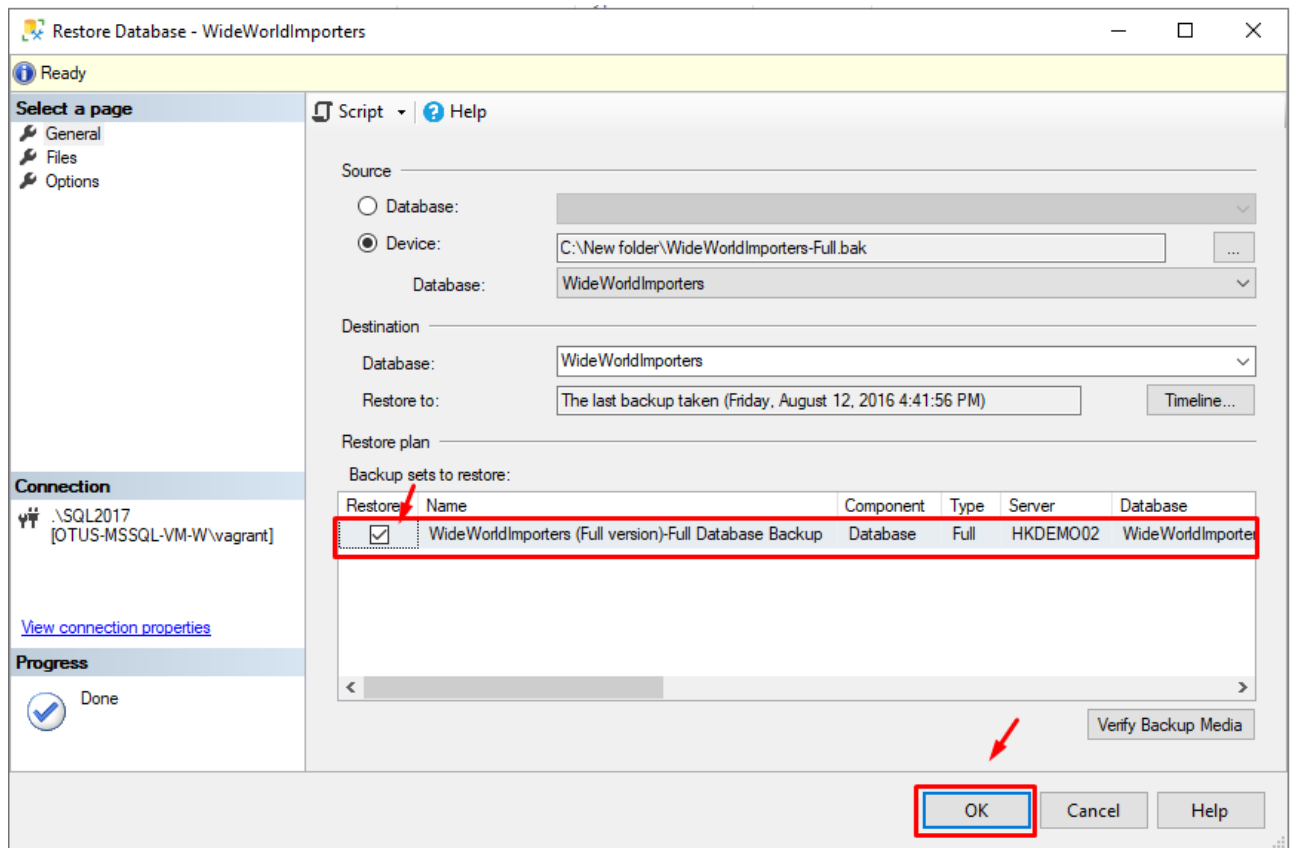 Restore Database - WideWorldImporters
Ready
Select a page
General
Files
Options
Script
Help
Source
Database:
Device:
C:\New folder\WideWorldImporters-Full.bak
...
Database:
WideWorldImporters
Destination
Database:
WideWorldImporters
Restore to:
The last backup taken (Friday, August 12, 2016 4:41:56 PM)
Timeline...
Restore plan
Backup sets to restore:
Restore Name Component Type Server Database
WideWorldImporters (Full version)-Full Database Backup Database Full HKDEMO02 WideWorldImporter
Verify Backup Media
Connection
.\SQL2017
[OTUS-MSSQL-VM-W\vagrant]
View connection properties
Progress
Done
OK
Cancel
Help